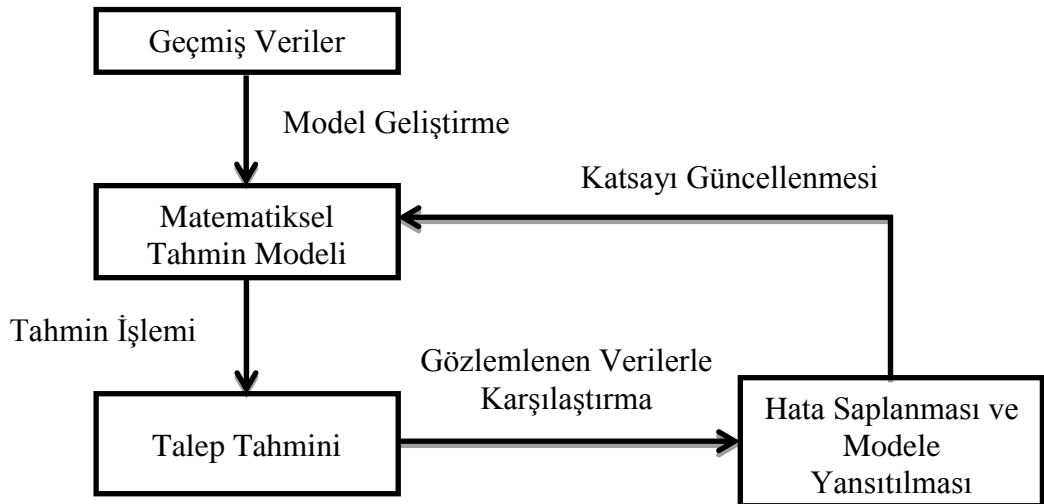 Geçmiş Veriler
Model Geliştirme
Katsayı Güncellenmesi
Matematiksel
Tahmin Modeli
Tahmin İşlemi
Gözlemlenen Verilerle
Karşılaştırma
Talep Tahmini
Hata Saplanması ve
Modele
Yansıtılması